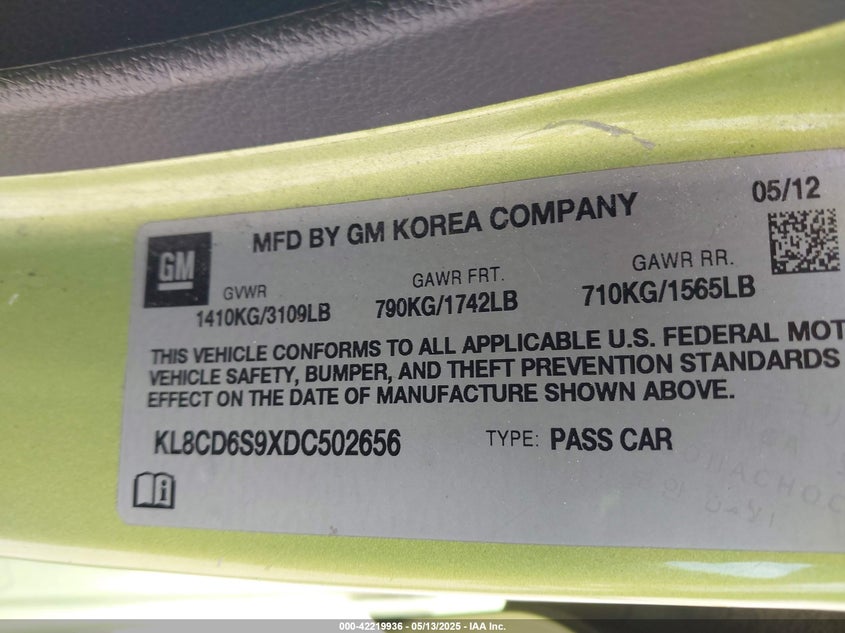 MFD BY GM KOREA COMPANY
05/12
GM
GVWR
1410KG/3109LB
GAWR FRT.
790KG/1742LB
GAWR RR.
710KG/1565LB
THIS VEHICLE CONFORMS TO ALL APPLICABLE U.S. FEDERAL MOT
VEHICLE SAFETY, BUMPER, AND THEFT PREVENTION STANDARDS
EFFECT ON THE DATE OF MANUFACTURE SHOWN ABOVE.
KL8CD6S9XDC502656
TYPE: PASS CAR
000-42219936 - 05/13/2025 - IAA Inc.